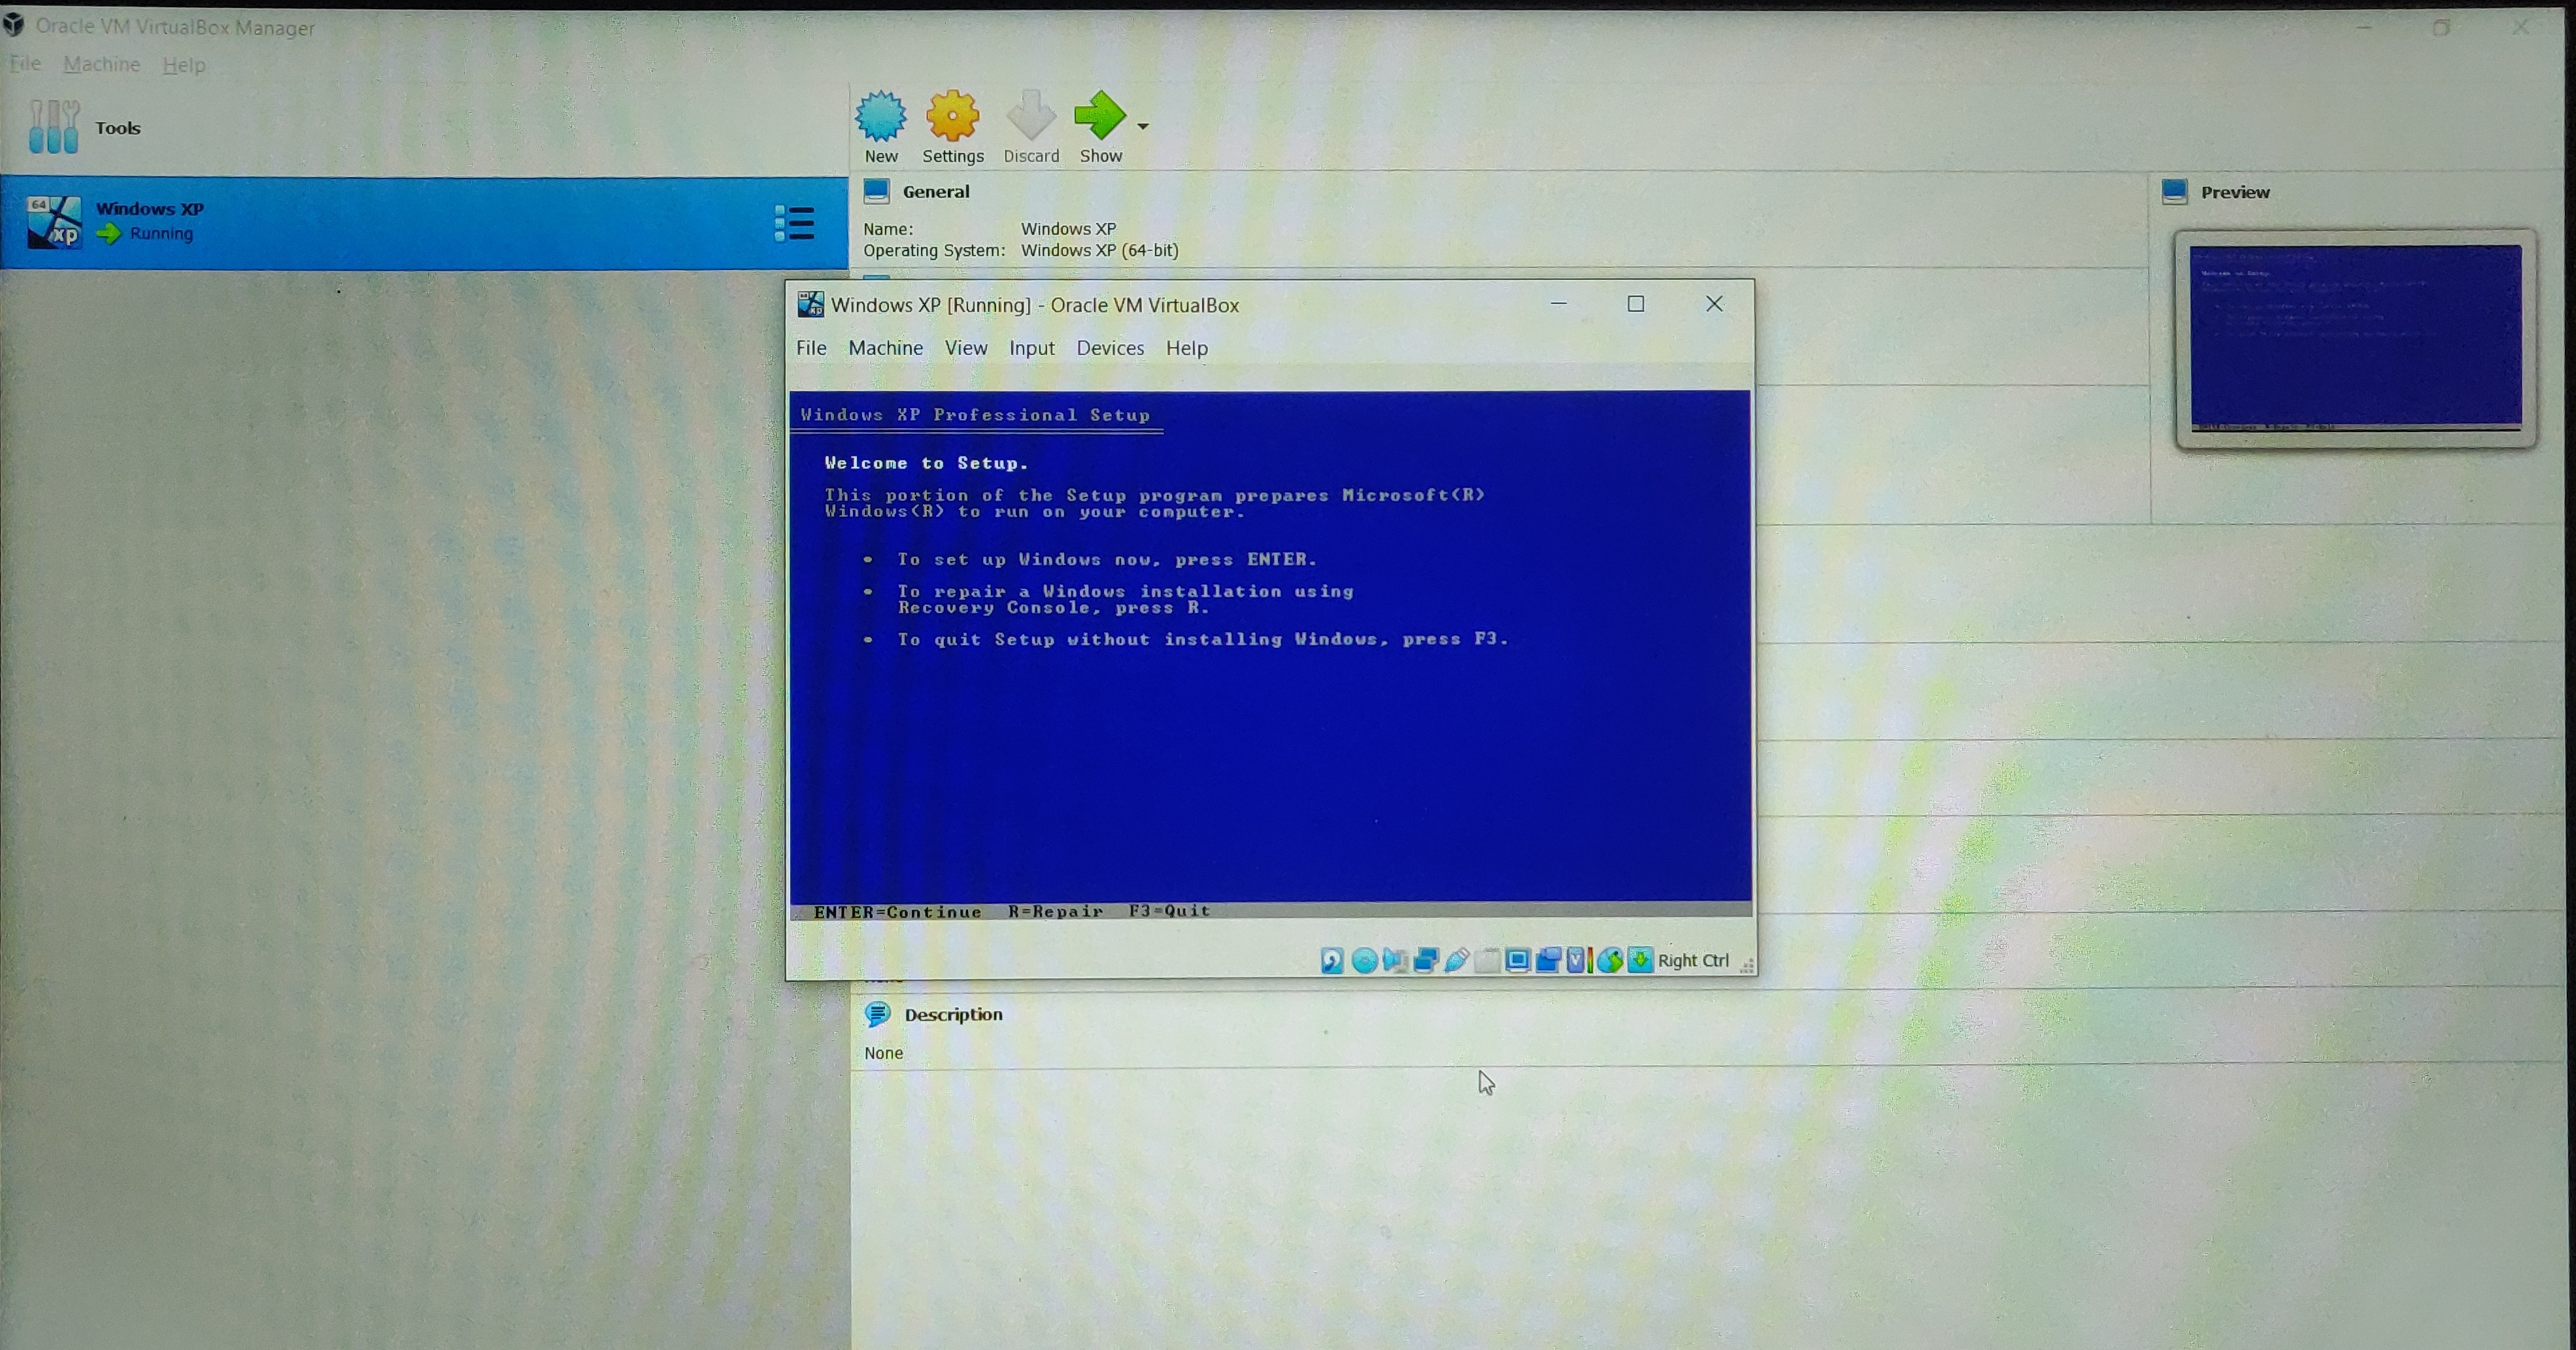 Oracle VM VirtualBox Manager
File Machine Help
Tools
New Settings Discard Show
64
xp
Windows XP
Running
General
Name: Windows XP
Operating System: Windows XP (64-bit)
Preview
Windows XP [Running] - Oracle VM VirtualBox
File Machine View Input Devices Help
Windows XP Professional Setup
Welcome to Setup.
This portion of the Setup program prepares Microsoft(R)
Windows(R) to run on your computer.
• To set up Windows now, press ENTER.
• To repair a Windows installation using
Recovery Console, press R.
• To quit Setup without installing Windows, press F3.
ENTER=Continue R=Repair F3=Quit
Right Ctrl
Description
None